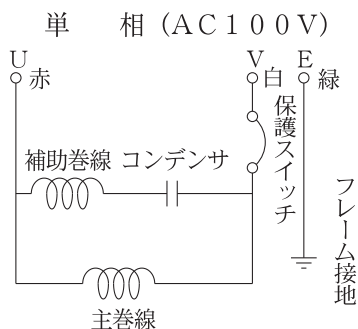 単　相（AC１００V）
U
V
E
赤
白
緑
保護スイッチ
補助巻線
コンデンサ
フレーム接地
主巻線